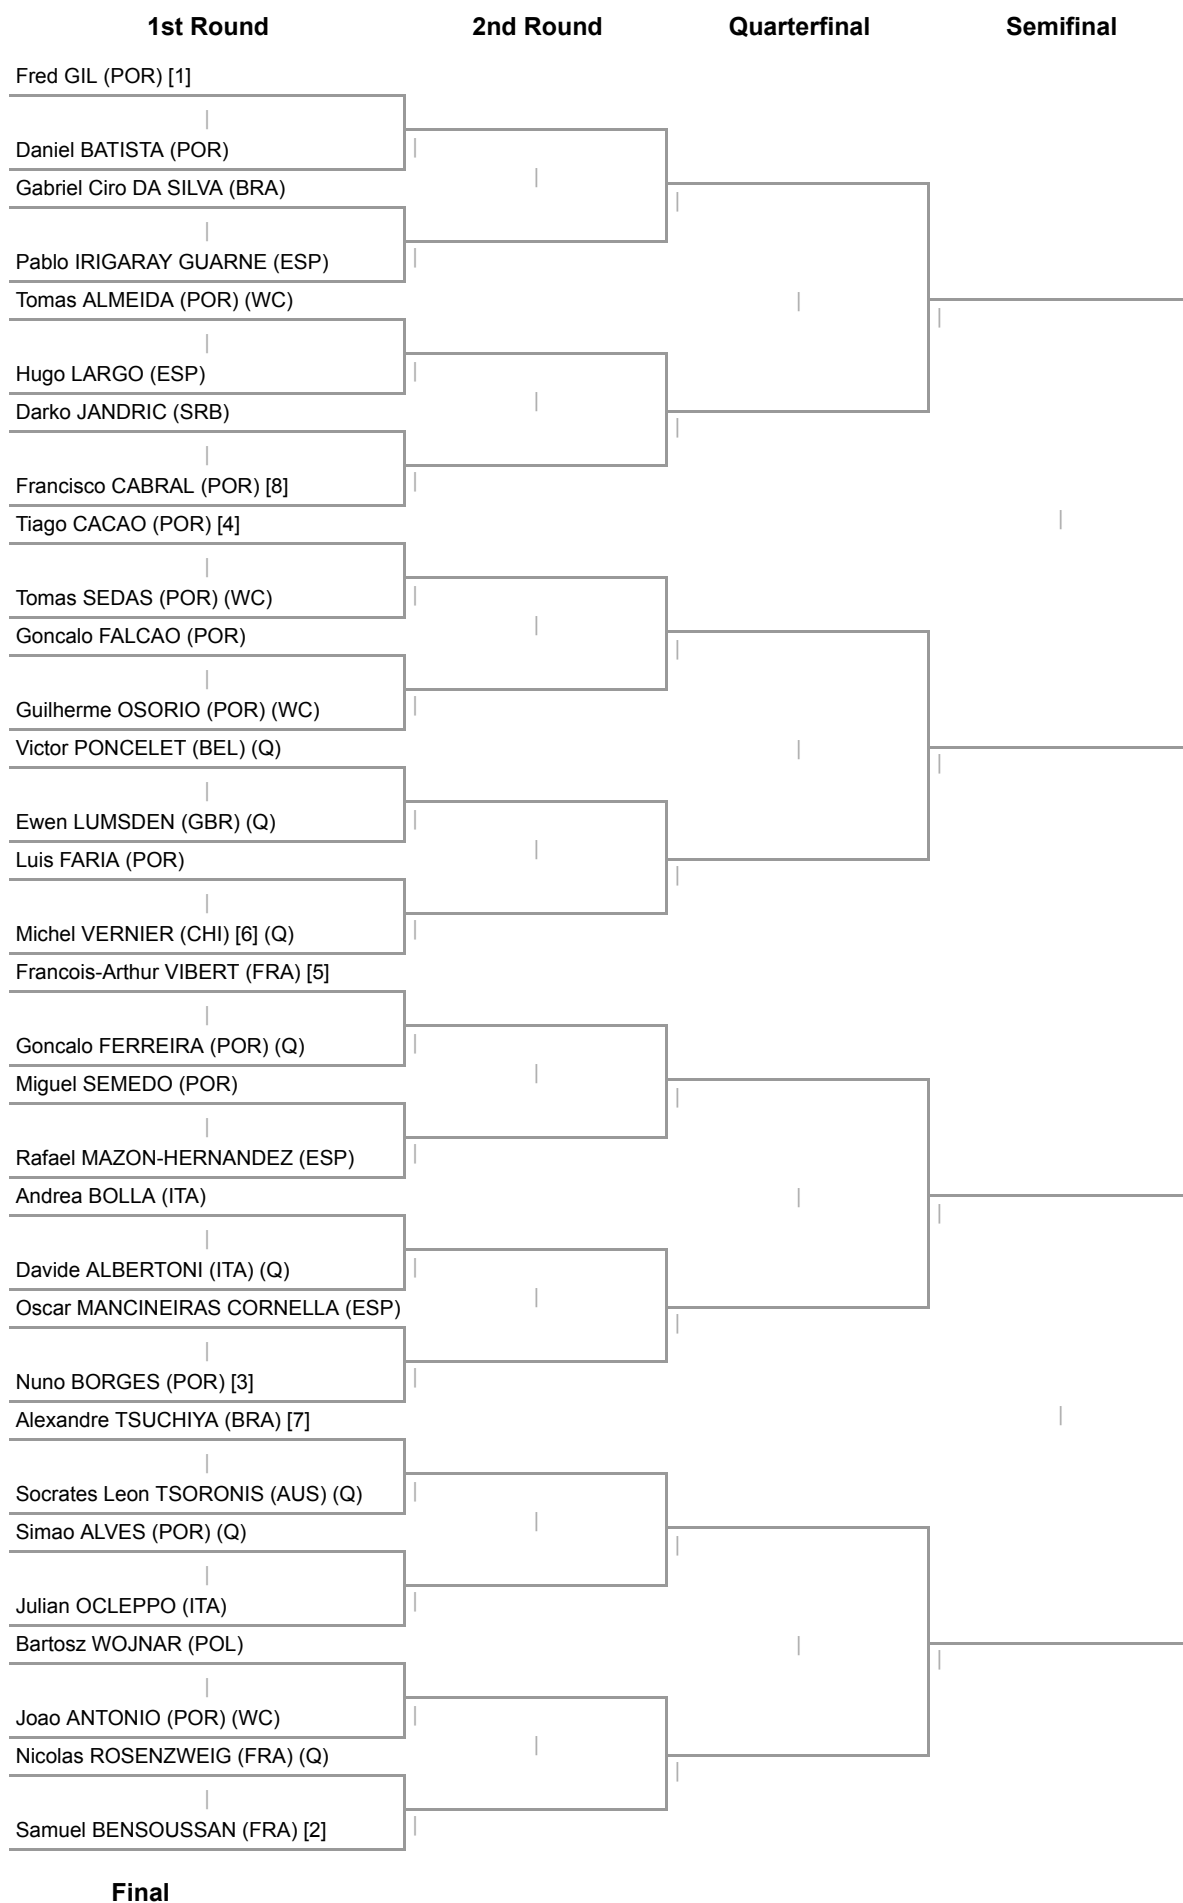 1st Round 2nd Round Quarterfinal Semifinal
Fred GIL (POR) [1]
Daniel BATISTA (POR)
Gabriel Ciro DA SILVA (BRA)
Pablo IRIGARAY GUARNE (ESP)
Tomas ALMEIDA (POR) (WC)
Hugo LARGO (ESP)
Darko JANDRIC (SRB)
Francisco CABRAL (POR) [8]
Tiago CACAO (POR) [4]
Tomas SEDAS (POR) (WC)
Goncalo FALCAO (POR)
Guilherme OSORIO (POR) (WC)
Victor PONCELET (BEL) (Q)
Ewen LUMSDEN (GBR) (Q)
Luis FARIA (POR)
Michel VERNIER (CHI) [6] (Q)
Francois-Arthur VIBERT (FRA) [5]
Goncalo FERREIRA (POR) (Q)
Miguel SEMEDO (POR)
Rafael MAZON-HERNANDEZ (ESP)
Andrea BOLLA (ITA)
Davide ALBERTONI (ITA) (Q)
Oscar MANCINEIRAS CORNELLA (ESP)
Nuno BORGES (POR) [3]
Alexandre TSUCHIYA (BRA) [7]
Socrates Leon TSORONIS (AUS) (Q)
Simao ALVES (POR) (Q)
Julian OCLEPPO (ITA)
Bartosz WOJNAR (POL)
Joao ANTONIO (POR) (WC)
Nicolas ROSENZWEIG (FRA) (Q)
Samuel BENSOUSSAN (FRA) [2]
Final